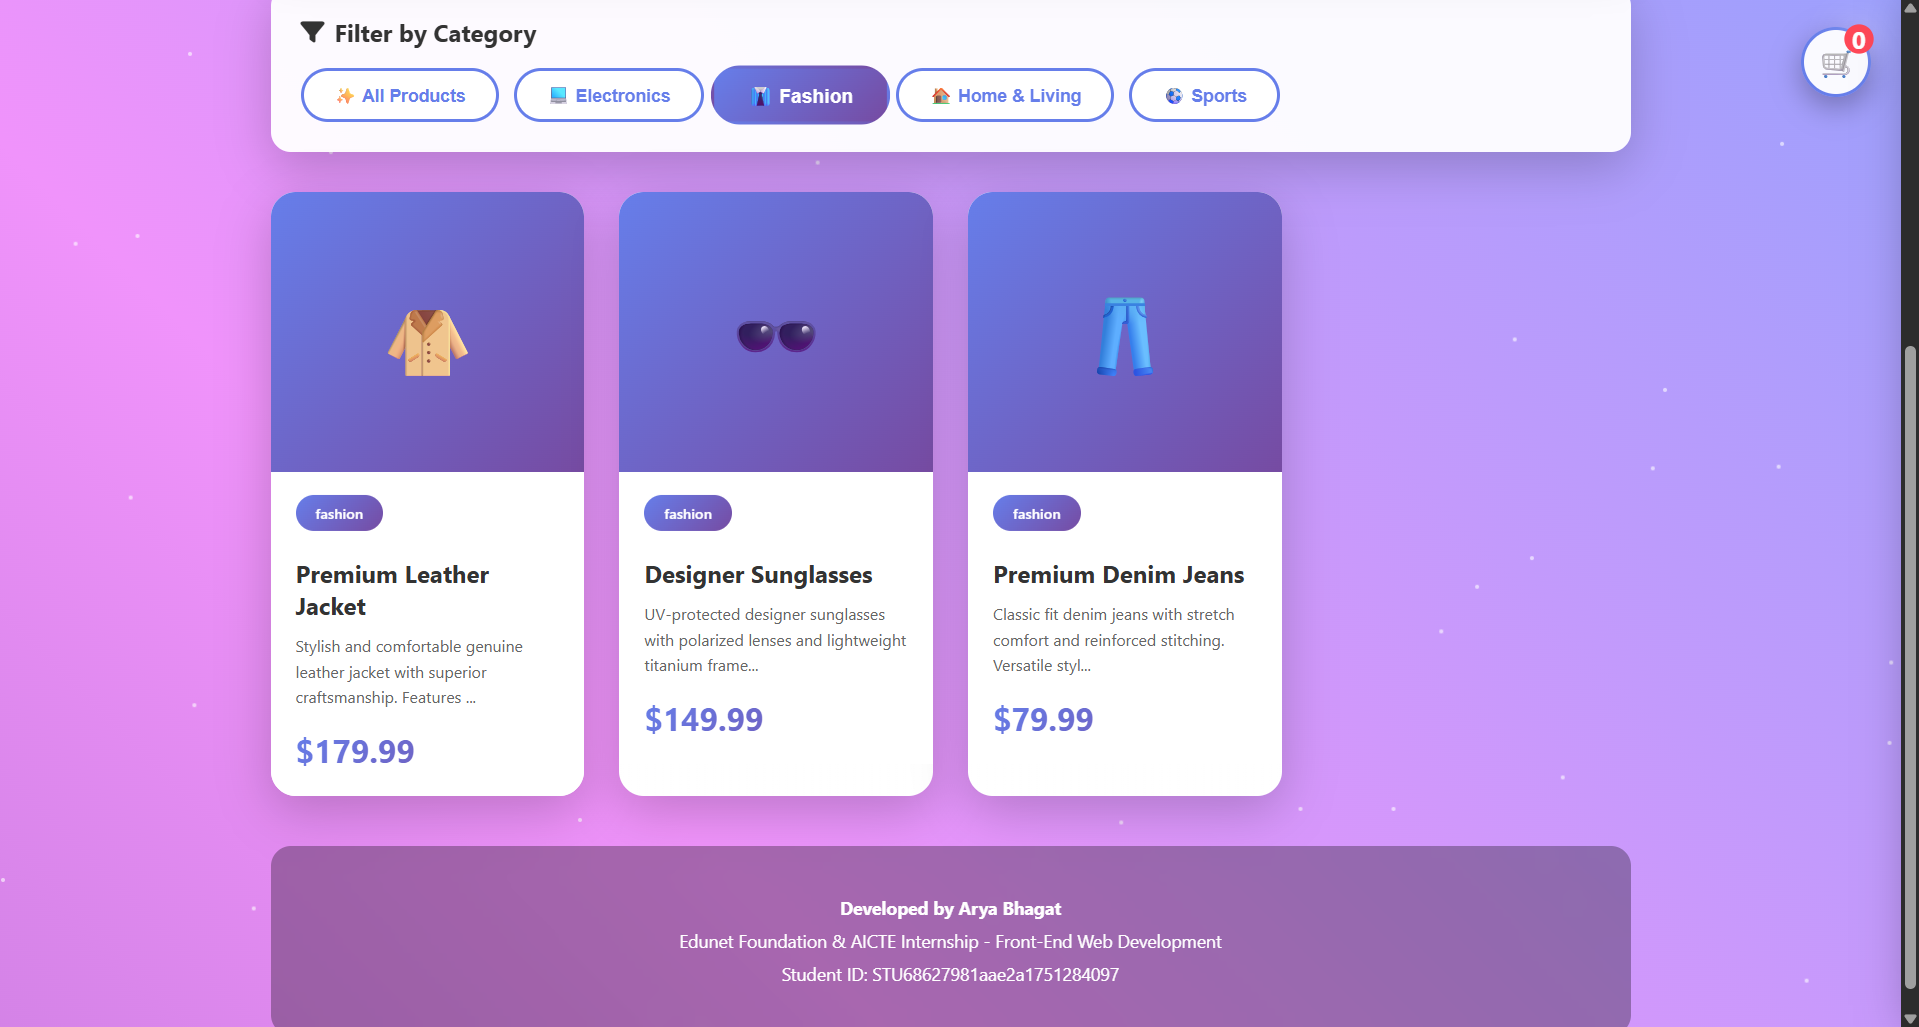 Filter by Category
0
All Products
Electronics
Fashion
Home & Living
Sports
fashion
Premium Leather
Jacket
Stylish and comfortable genuine
leather jacket with superior
craftsmanship. Features ...
$179.99
fashion
Designer Sunglasses
UV-protected designer sunglasses
with polarized lenses and lightweight
titanium frame...
$149.99
fashion
Premium Denim Jeans
Classic fit denim jeans with stretch
comfort and reinforced stitching.
Versatile styl...
$79.99
Developed by Arya Bhagat
Edunet Foundation & AICTE Internship - Front-End Web Development
Student ID: STU68627981aae2a1751284097